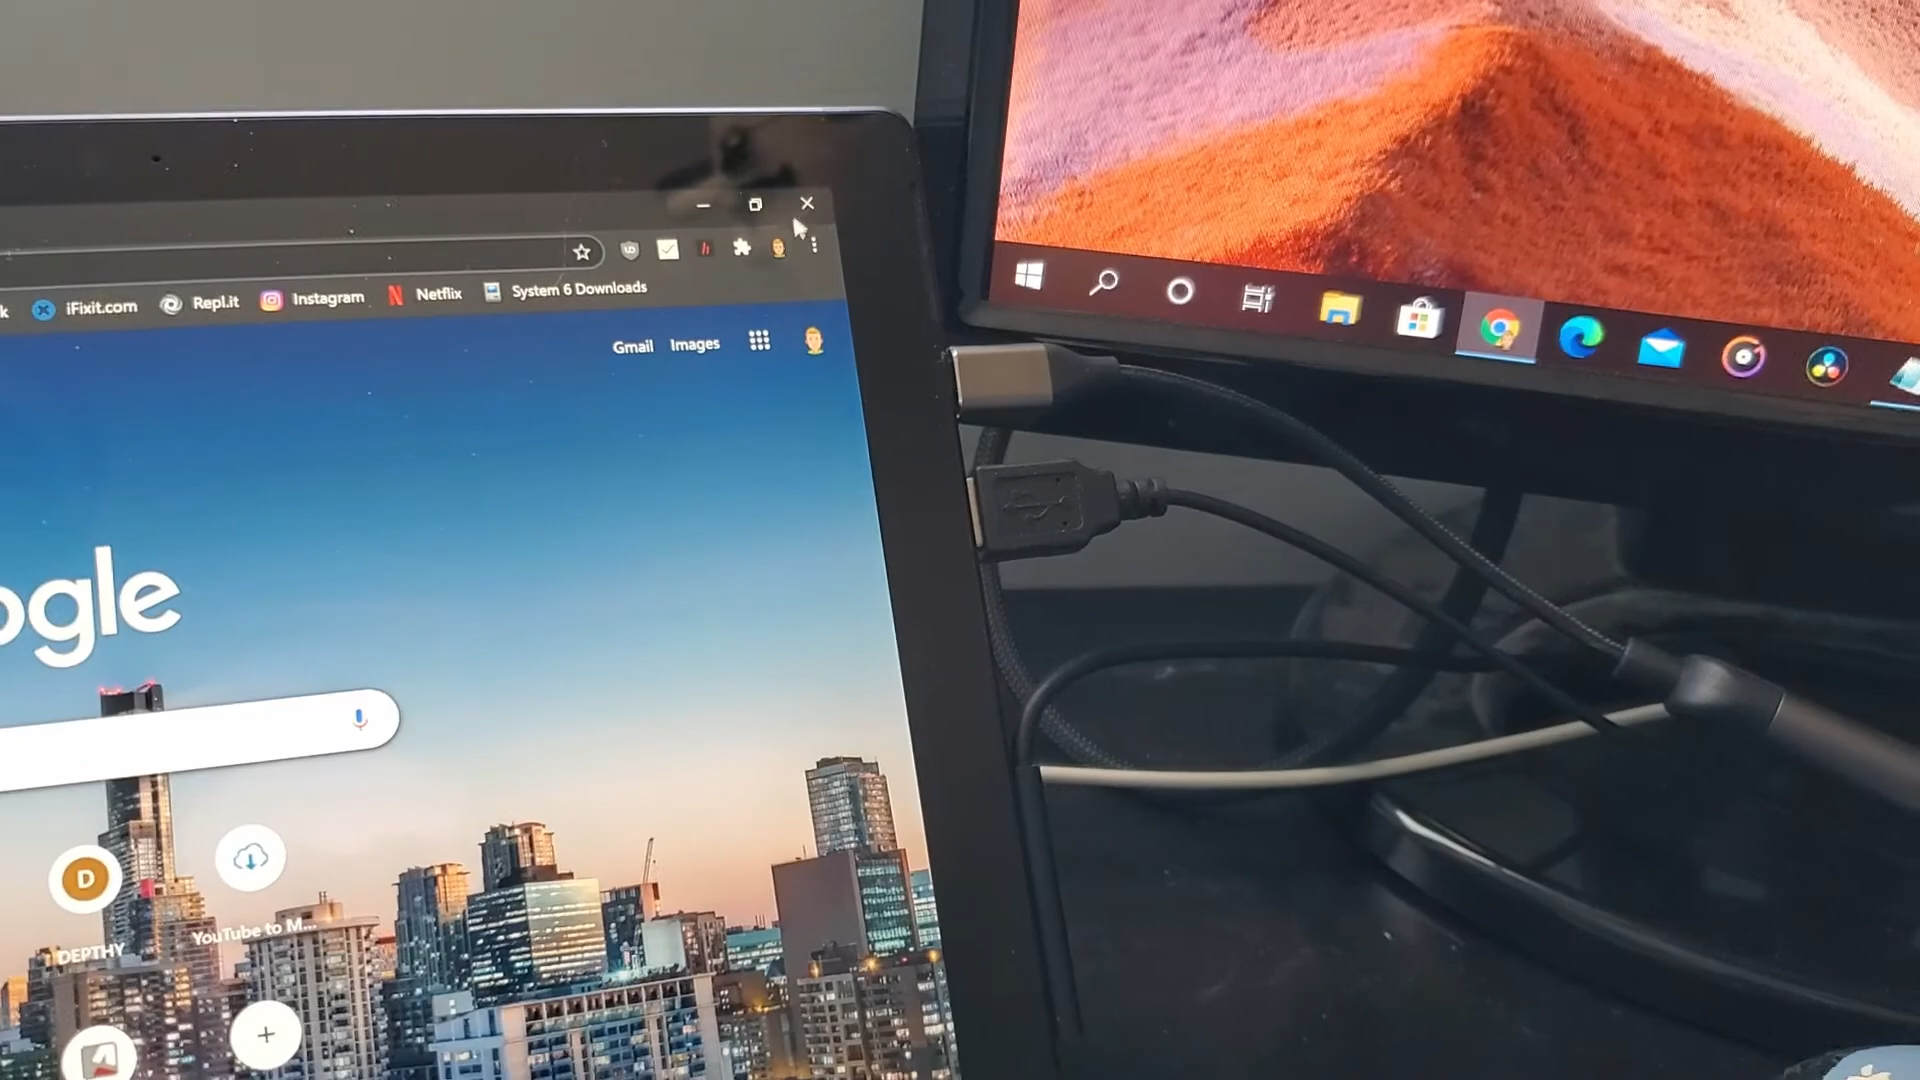 k iFixit.com Repl.it Instagram Netflix System 6 Downloads
Gmail Images
ogle
D
DEPTHY
YouTube to M...